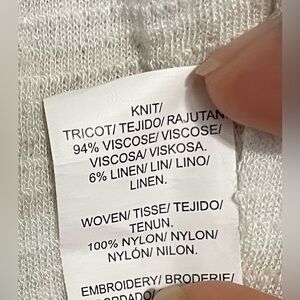 KNIT/
TRICOT/ TEJIDO/ RAJUTAN.
94% VISCOSE/ VISCOSE/
VISCOSA/ VISKOSA.
6% LINEN/ LIN/ LINO/
LINEN.
WOVEN/ TISSE/ TEJIDO/
TENUN.
100% NYLON/ NYLON/
NYLÓN/ NILON.
EMBROIDERY/ BRODERIE/